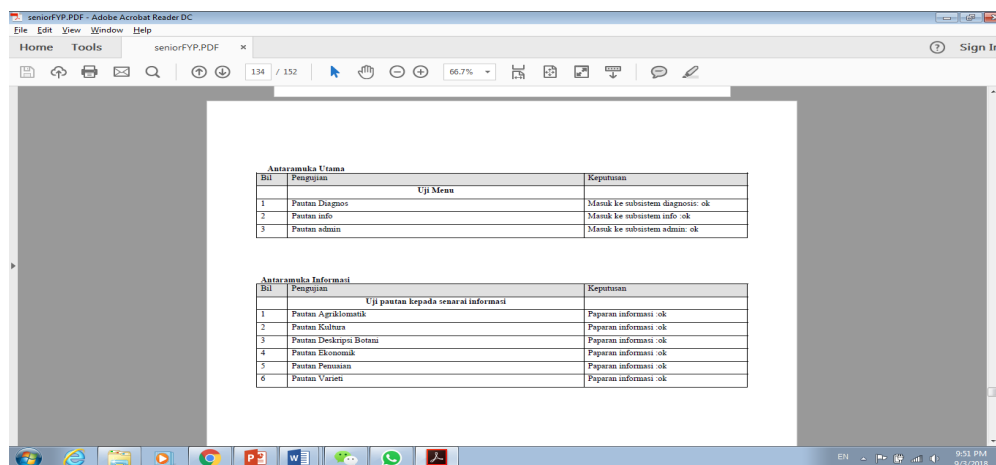 seniorFYP.PDF - Adobe Acrobat Reader DC
File Edit View Window Help
Home Tools seniorFYP.PDF × Sign In
134 / 152 66.7%
Antaramuka Utama
Bil Pengujian Keputusan
Uji Menu
1 Pautan Diagnos Masuk ke subsistem diagnosis: ok
2 Pautan info Masuk ke subsistem info :ok
3 Pautan admin Masuk ke subsistem admin: ok
Antaramuka Informasi
Bil Pengujian Keputusan
Uji pautan kepada senarai informasi
1 Pautan Agriklomatik Paparan informasi :ok
2 Pautan Kultura Paparan informasi :ok
3 Pautan Deskripsi Botani Paparan informasi :ok
4 Pautan Ekonomik Paparan informasi :ok
5 Pautan Penuaian Paparan informasi :ok
6 Pautan Varieti Paparan informasi :ok
EN 9:51 PM
9/3/2018